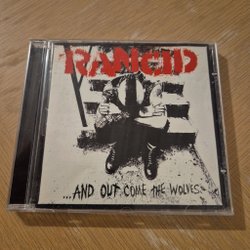 RANCID
...AND OUT COME THE WOLVES